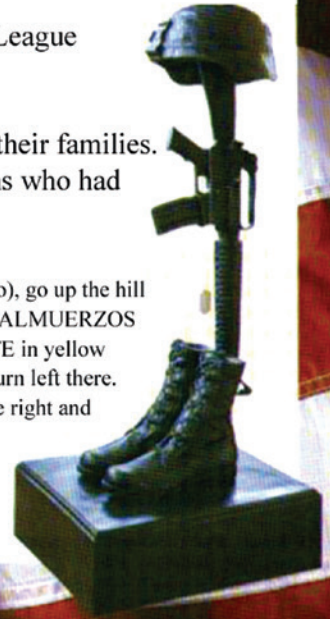 League
their families.
who had
), go up the hill
ALMUERZOS
in yellow
urn left there.
right and